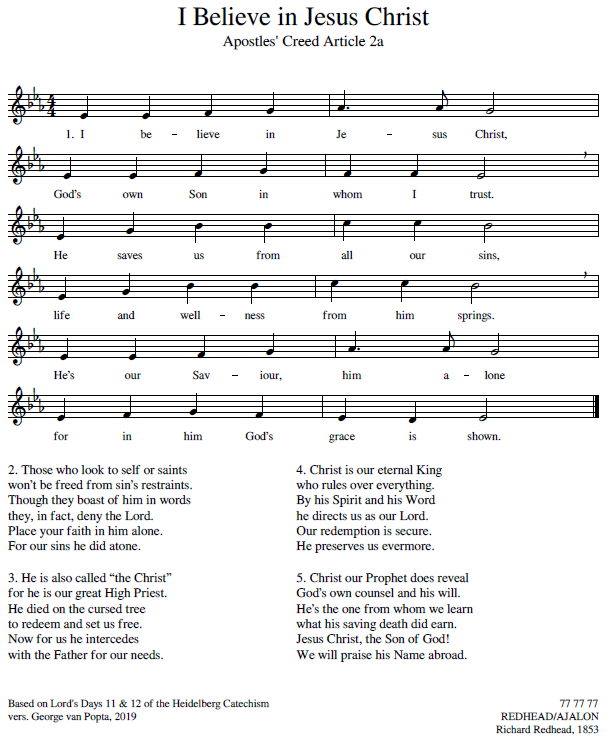 I Believe in Jesus Christ
Apostles' Creed Article 2a
1. I be – lieve in Je – sus Christ,
God's own Son in whom I trust.
He saves us from all our sins,
life and well – ness from him springs.
He's our Sav – iour, him a – lone
for in him God's grace is shown.
2. Those who look to self or saints
won't be freed from sin's restraints.
Though they boast of him in words
they, in fact, deny the Lord.
Place your faith in him alone.
For our sins he did atone.
3. He is also called “the Christ”
for he is our great High Priest.
He died on the cursed tree
to redeem and set us free.
Now for us he intercedes
with the Father for our needs.
4. Christ is our eternal King
who rules over everything.
By his Spirit and his Word
he directs us as our Lord.
Our redemption is secure.
He preserves us evermore.
5. Christ our Prophet does reveal
God's own counsel and his will.
He's the one from whom we learn
what his saving death did earn.
Jesus Christ, the Son of God!
We will praise his Name abroad.
Based on Lord's Days 11 & 12 of the Heidelberg Catechism
vers. George van Popta, 2019
77 77 77
REDHEAD/AJALON
Richard Redhead, 1853